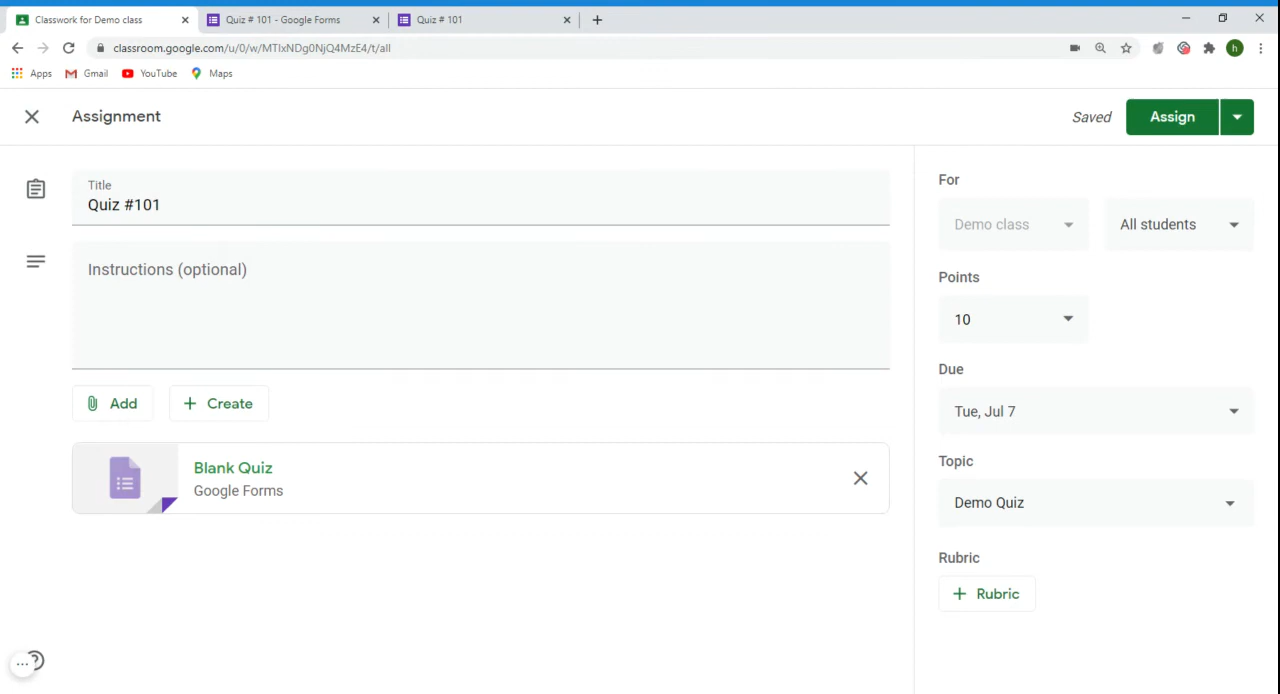 Classwork for Demo class
Quiz # 101 - Google Forms
Quiz # 101
classroom.google.com/u/0/w/MTIxNDg0NjQ4MzE4/t/all
h
Apps
Gmail
YouTube
Maps
Assignment
Saved
Assign
Title
Quiz #101
Instructions (optional)
Add
Create
Blank Quiz
Google Forms
For
Demo class
All students
Points
10
Due
Tue, Jul 7
Topic
Demo Quiz
Rubric
Rubric